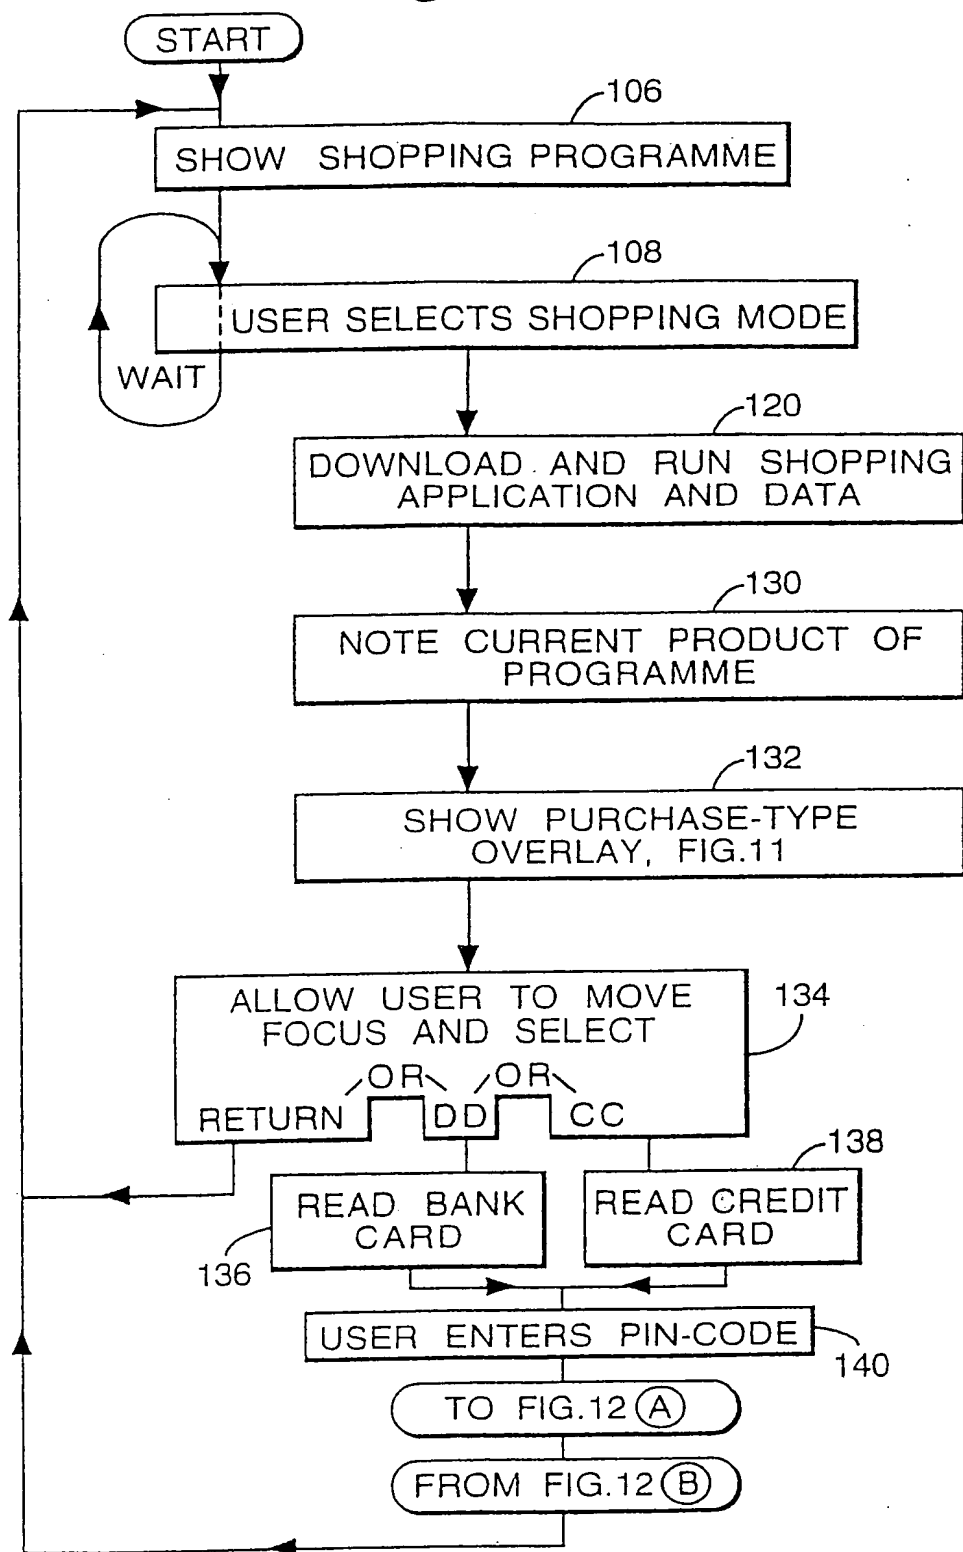 START
106
SHOW SHOPPING PROGRAMME
108
USER SELECTS SHOPPING MODE
WAIT
120
DOWNLOAD AND RUN SHOPPING
APPLICATION AND DATA
130
NOTE CURRENT PRODUCT OF
PROGRAMME
132
SHOW PURCHASE-TYPE
OVERLAY, FIG.11
134
ALLOW USER TO MOVE
FOCUS AND SELECT
OR OR
RETURN DD CC
138
READ BANK
CARD
READ CREDIT
CARD
136
USER ENTERS PIN-CODE
140
TO FIG.12 A
FROM FIG.12 B